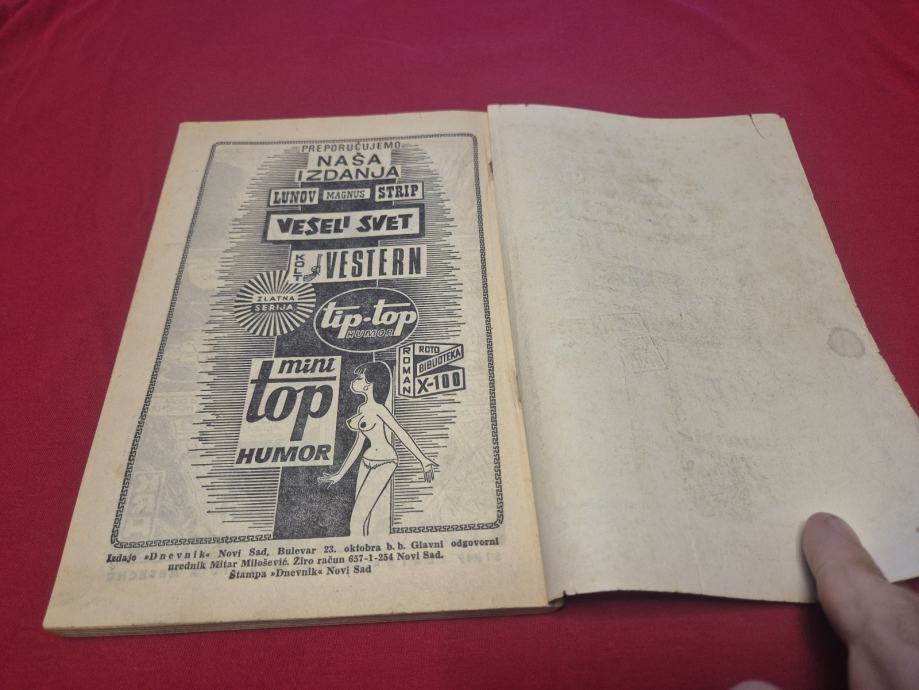 PREPORUČUJEMO
NAŠA
IZDANJA
LUNOV MAGNUS STRIP
VESELI SVET
KOLT VESTERN
ZLATNA
SERIJA
tip-top
HUMOR
ROMAN
ROTO
BIBLIOTEKA
X-100
mini
top
HUMOR
Izdaje »Dnevnik« Novi Sad, Bulevar 23. oktobra b. b. Glavni odgovorni
urednik Mitar Milošević. Žiro račun 657-1-254 Novi Sad.
Štampa »Dnevnik« Novi Sad